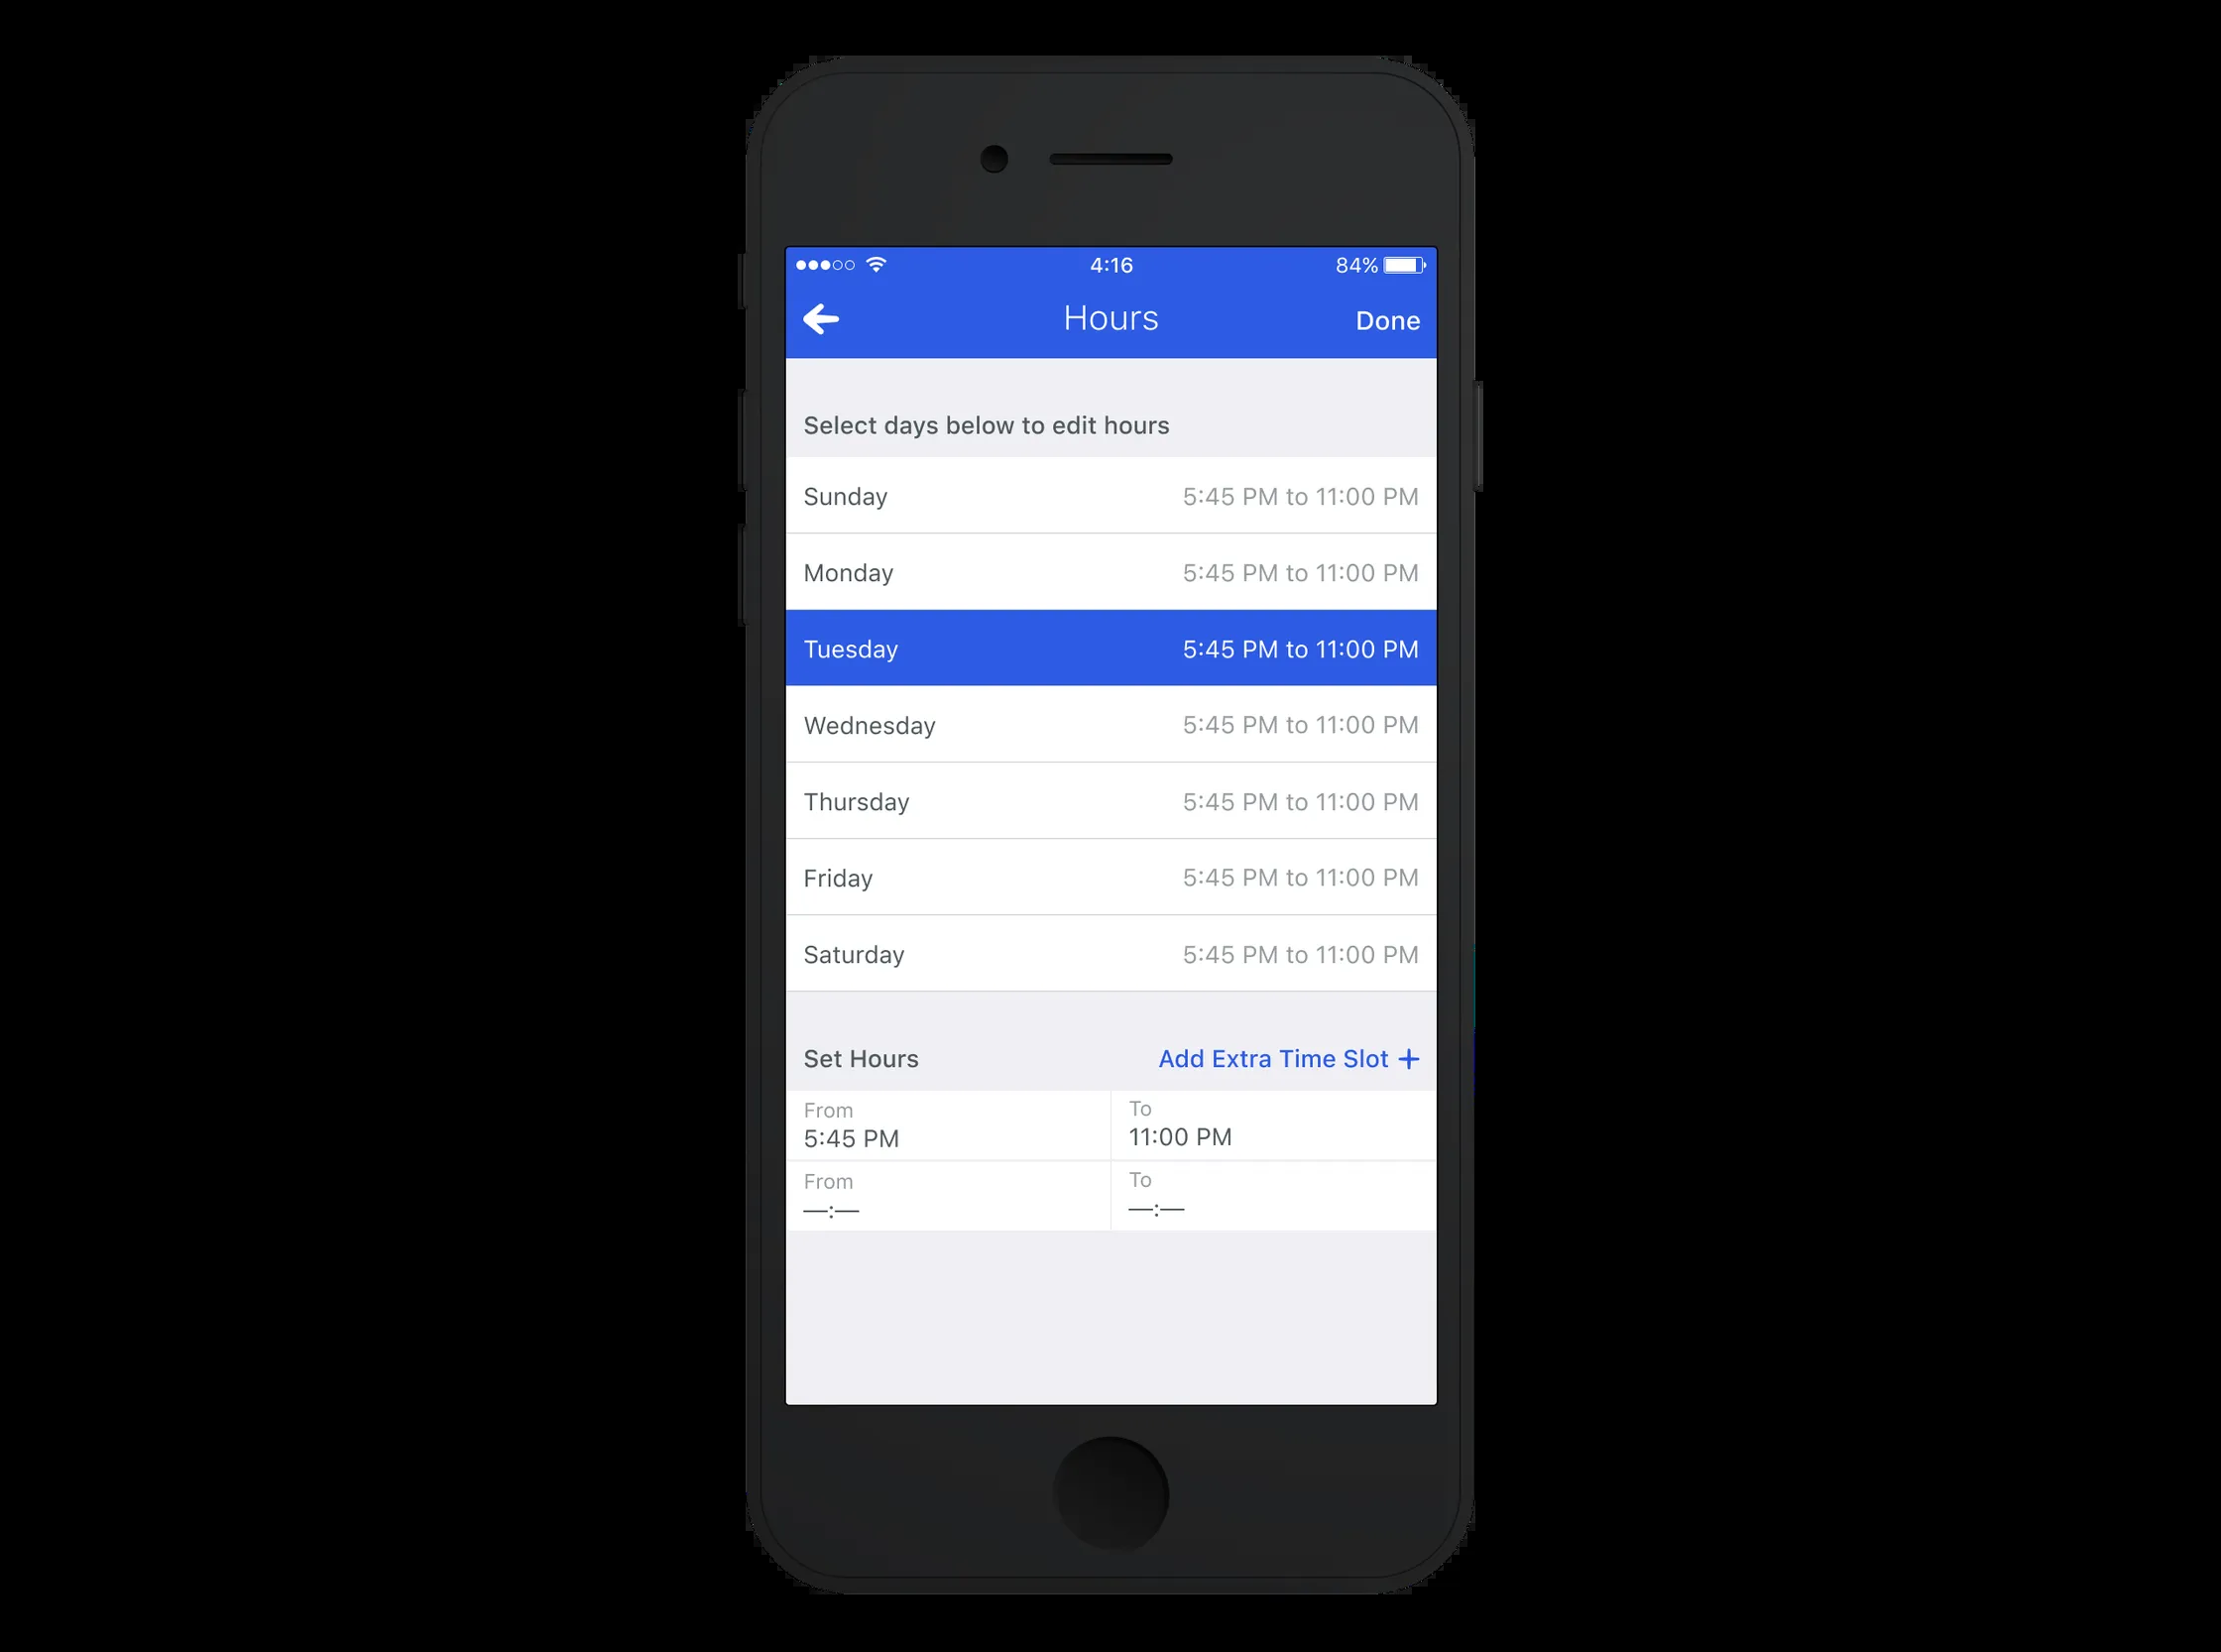 4:16 84%
Hours Done
Select days below to edit hours
Sunday 5:45 PM to 11:00 PM
Monday 5:45 PM to 11:00 PM
Tuesday 5:45 PM to 11:00 PM
Wednesday 5:45 PM to 11:00 PM
Thursday 5:45 PM to 11:00 PM
Friday 5:45 PM to 11:00 PM
Saturday 5:45 PM to 11:00 PM
Set Hours Add Extra Time Slot +
From To
5:45 PM 11:00 PM
From To
—:— —:—